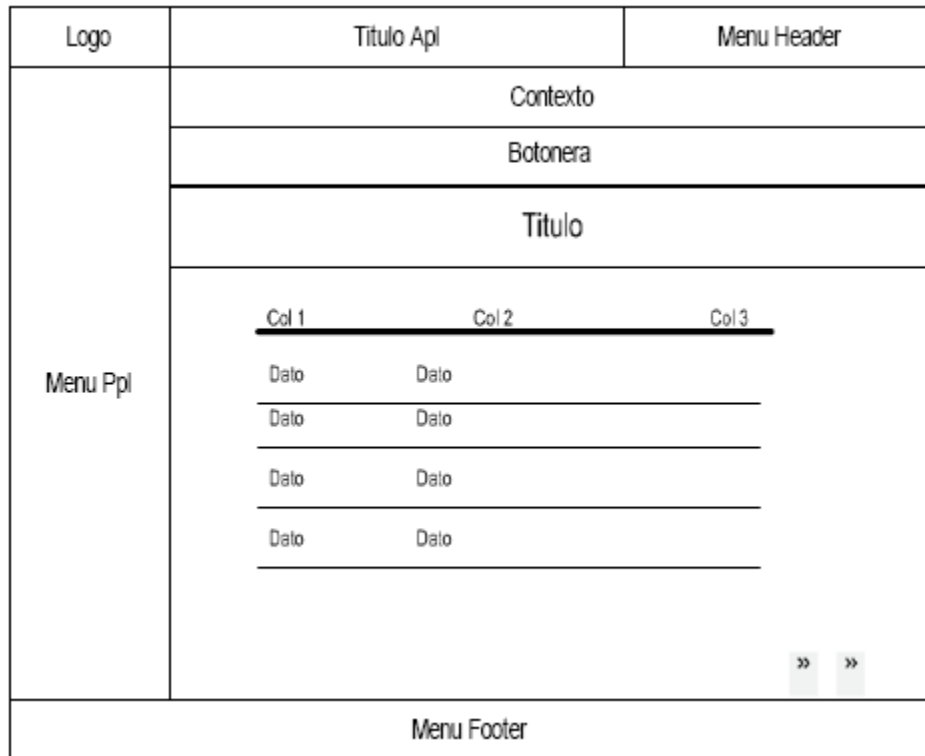 Logo Titulo Apl Menu Header
Contexto
Botonera
Titulo
Col 1 Col 2 Col 3
Menu Ppl
Dato Dato
Dato Dato
Dato Dato
Dato Dato
» »
Menu Footer